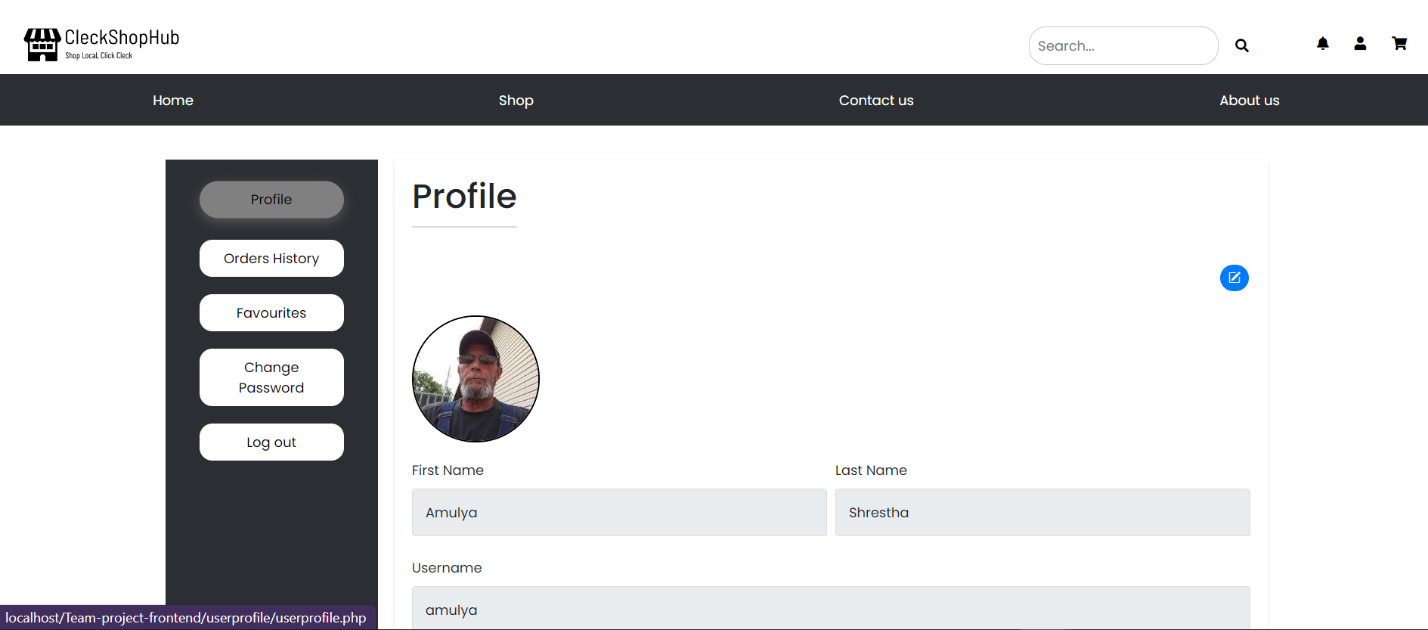 CleckShopHub
Shop Local, Click Cleck
Search...
Home
Shop
Contact us
About us
Profile
Orders History
Favourites
Change
Password
Log out
Profile
First Name
Last Name
Amulya
Shrestha
Username
amulya
localhost/Team-project-frontend/userprofile/userprofile.php